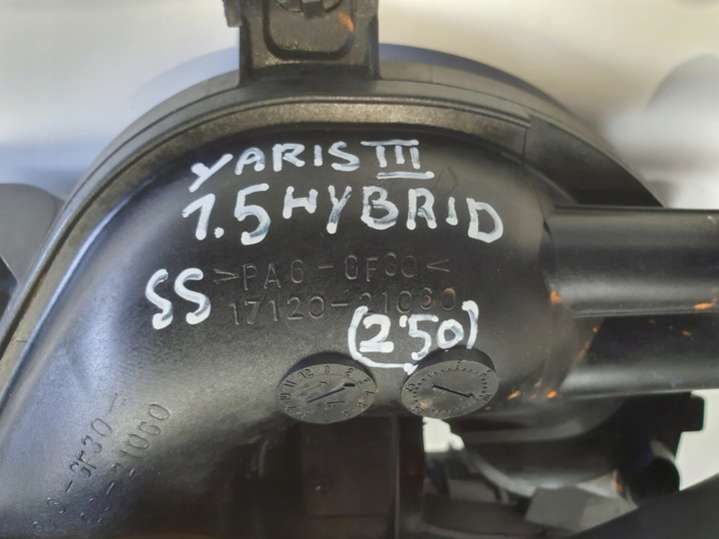 YARIS III
1.5 HYBRID
SS >PA6-GF30<
17120-21060
(2'50)